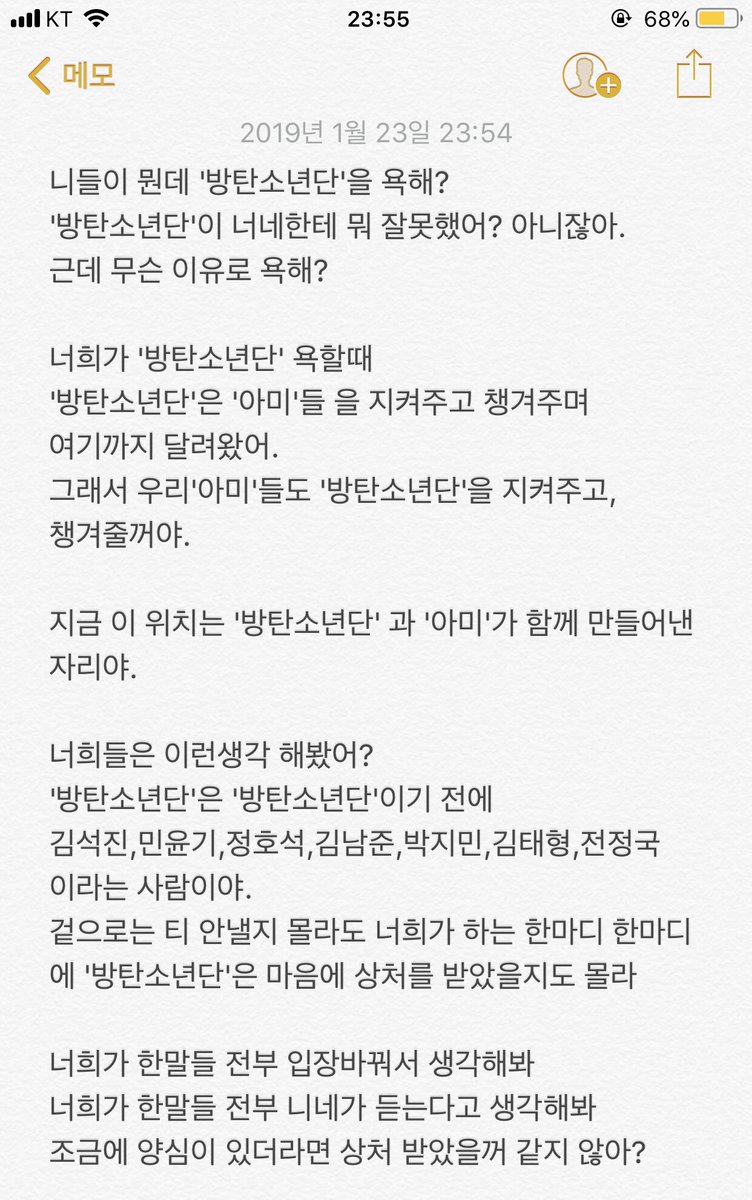 KT 23:55 68%
메모
2019년 1월 23일 23:54
니들이 뭔데 '방탄소년단'을 욕해?
'방탄소년단'이 너네한테 뭐 잘못했어? 아니잖아.
근데 무슨 이유로 욕해?
너희가 '방탄소년단' 욕할때
'방탄소년단'은 '아미'들 을 지켜주고 챙겨주며
여기까지 달려왔어.
그래서 우리'아미'들도 '방탄소년단'을 지켜주고,
챙겨줄꺼야.
지금 이 위치는 '방탄소년단' 과 '아미'가 함께 만들어낸
자리야.
너희들은 이런생각 해봤어?
'방탄소년단'은 '방탄소년단'이기 전에
김석진,민윤기,정호석,김남준,박지민,김태형,전정국
이라는 사람이야.
겉으로는 티 안낼지 몰라도 너희가 하는 한마디 한마디
에 '방탄소년단'은 마음에 상처를 받았을지도 몰라
너희가 한말들 전부 입장바꿔서 생각해봐
너희가 한말들 전부 니네가 듣는다고 생각해봐
조금에 양심이 있더라면 상처 받았을꺼 같지 않아?